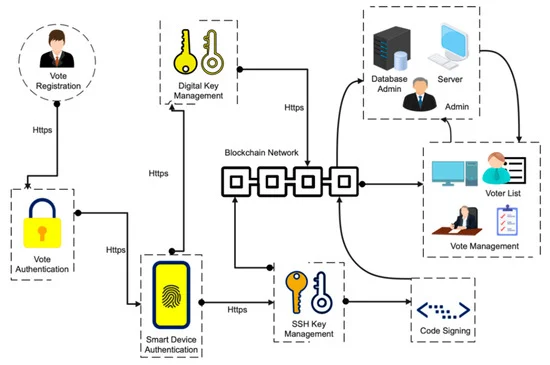 Vote
Registration
Https
Vote
Authentication
Https
Smart Device
Authentication
Https
Digital Key
Management
Https
Blockchain Network
Https
SSH Key
Management
Code Signing
Database
Admin
Server
Admin
Voter List
Vote Management